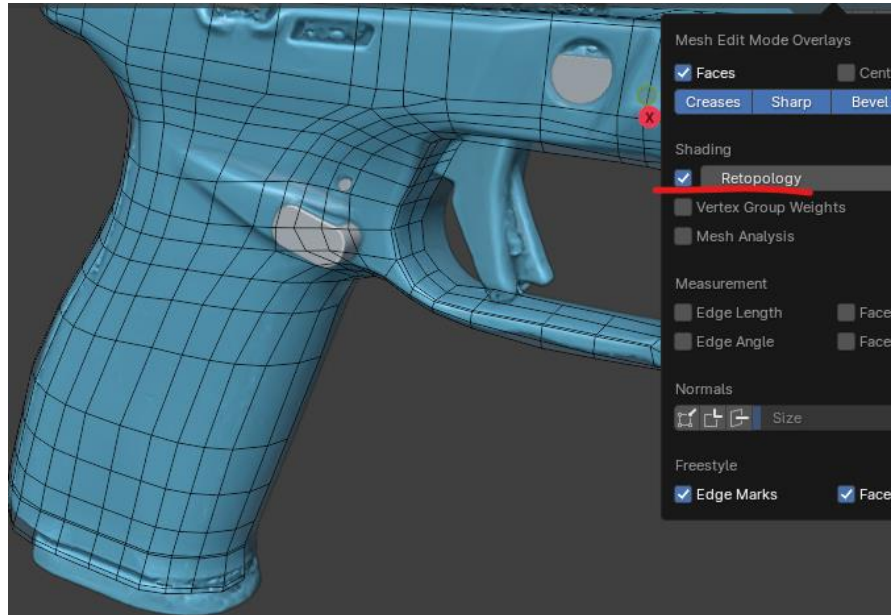 Mesh Edit Mode Overlays
Faces Cent
Creases Sharp Bevel
X
Shading
Retopology
Vertex Group Weights
Mesh Analysis
Measurement
Edge Length Face
Edge Angle Face
Normals
Size
Freestyle
Edge Marks Face